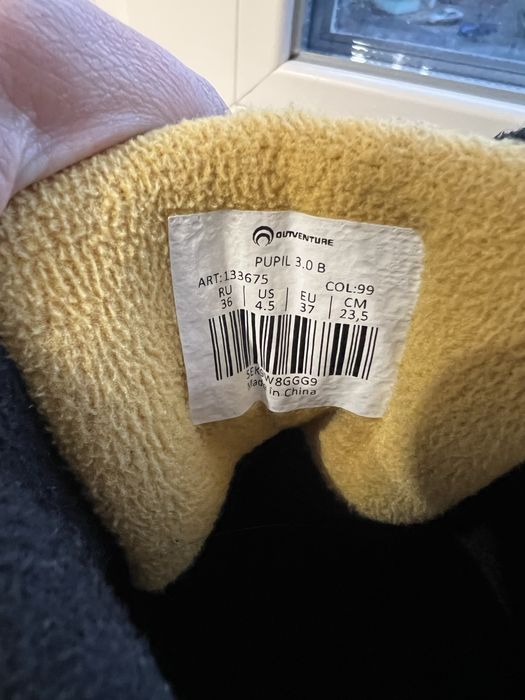 OUTVENTURE
PUPIL 3.0 B
ART:133675 COL:99
RU US EU CM
36 4.5 37 23,5
Made in China